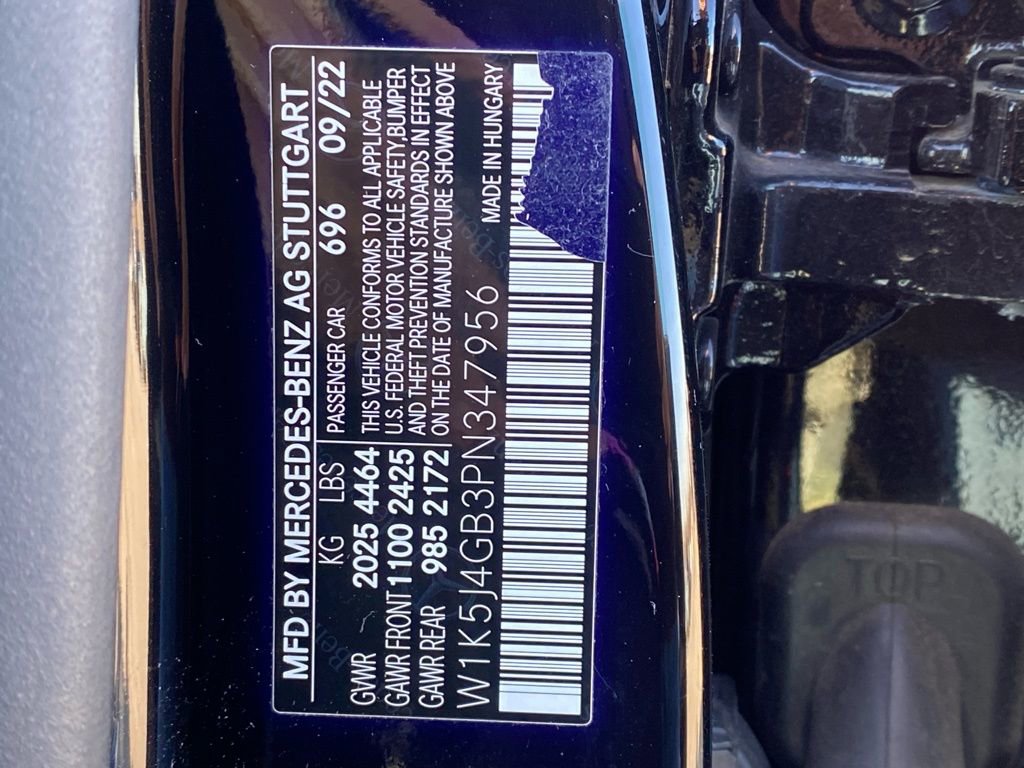 MFD BY MERCEDES-BENZ AG STUTTGART
KG LBS PASSENGER CAR 696 09/22
GVWR 2025 4464 THIS VEHICLE CONFORMS TO ALL APPLICABLE
GAWR FRONT 1100 2425 U.S. FEDERAL MOTOR VEHICLE SAFETY,BUMPER
GAWR REAR 985 2172 AND THEFT PREVENTION STANDARDS IN EFFECT
ON THE DATE OF MANUFACTURE SHOWN ABOVE
W1K5J4GB3PN347956 MADE IN HUNGARY
TOP